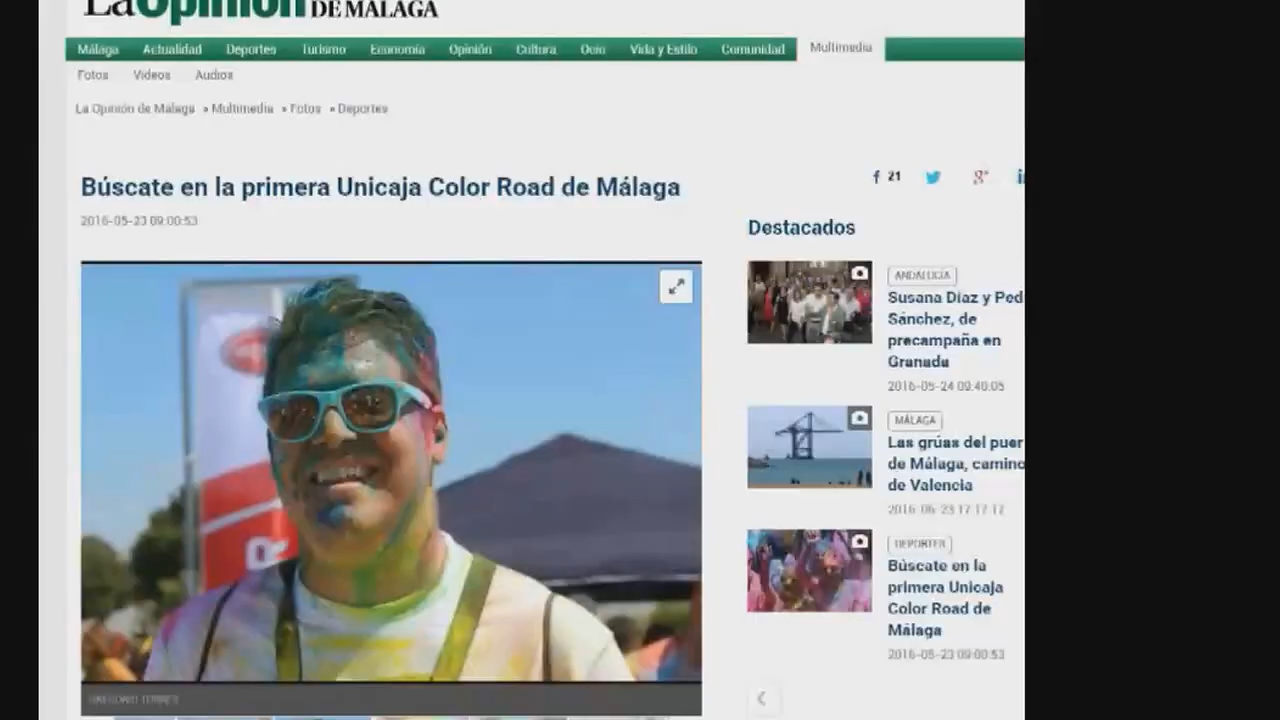 La Opinión DE MÁLAGA
Málaga Actualidad Deportes Turismo Economía Opinión Cultura Ocio Vida y Estilo Comunidad Multimedia
Fotos Vídeos Audios
La Opinión de Málaga » Multimedia » Fotos » Deportes
Búscate en la primera Unicaja Color Road de Málaga
2016-05-23 09:00:53
f 21
Destacados
ANDALUCÍA
Susana Díaz y Ped
Sánchez, de
precampaña en
Granada
2016-05-24 09:40:05
MÁLAGA
Las grúas del puer
de Málaga, camino
de Valencia
DEPORTES
Búscate en la
primera Unicaja
Color Road de
Málaga
2016-05-23 09:00:53
GREGORIO TORRES